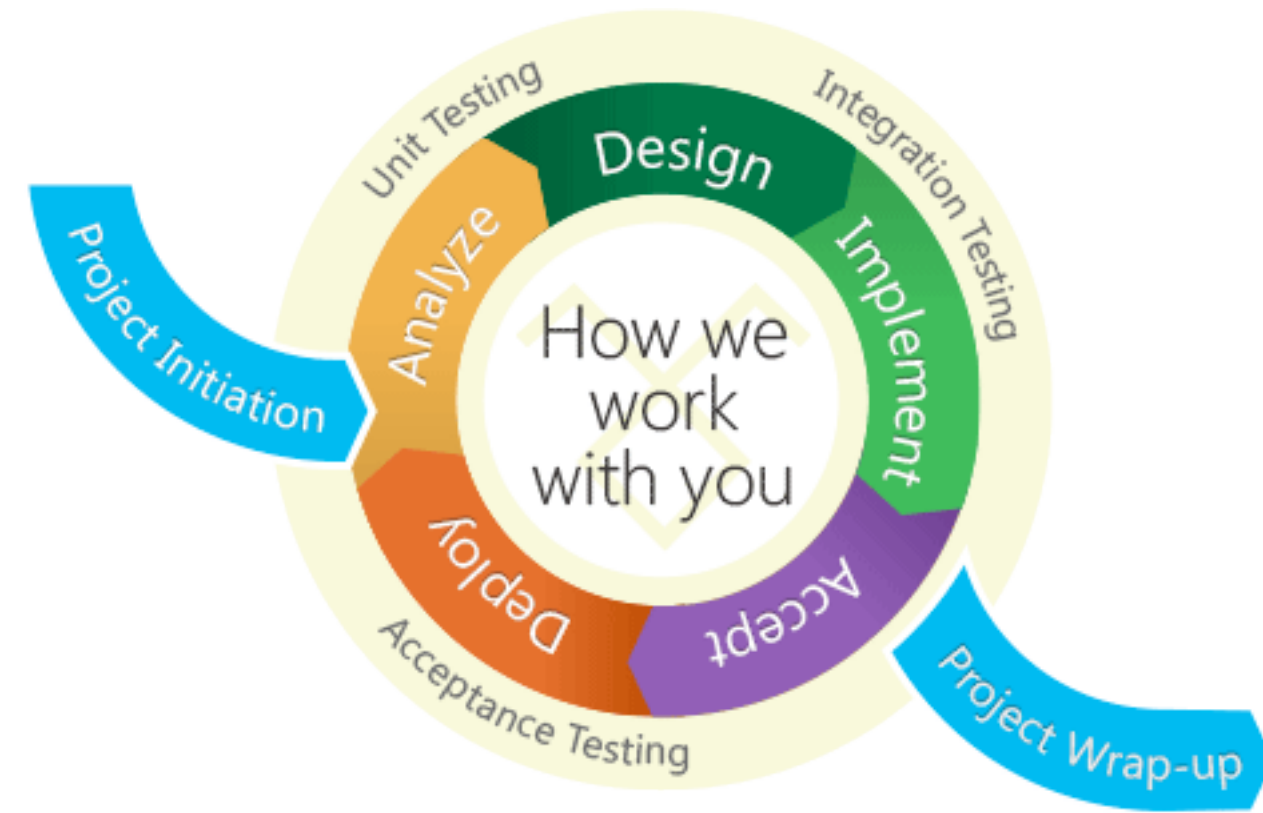 Project Initiation
Unit Testing
Integration Testing
Acceptance Testing
Analyze
Design
Implement
Accept
Deploy
How we
work
with you
Project Wrap-up